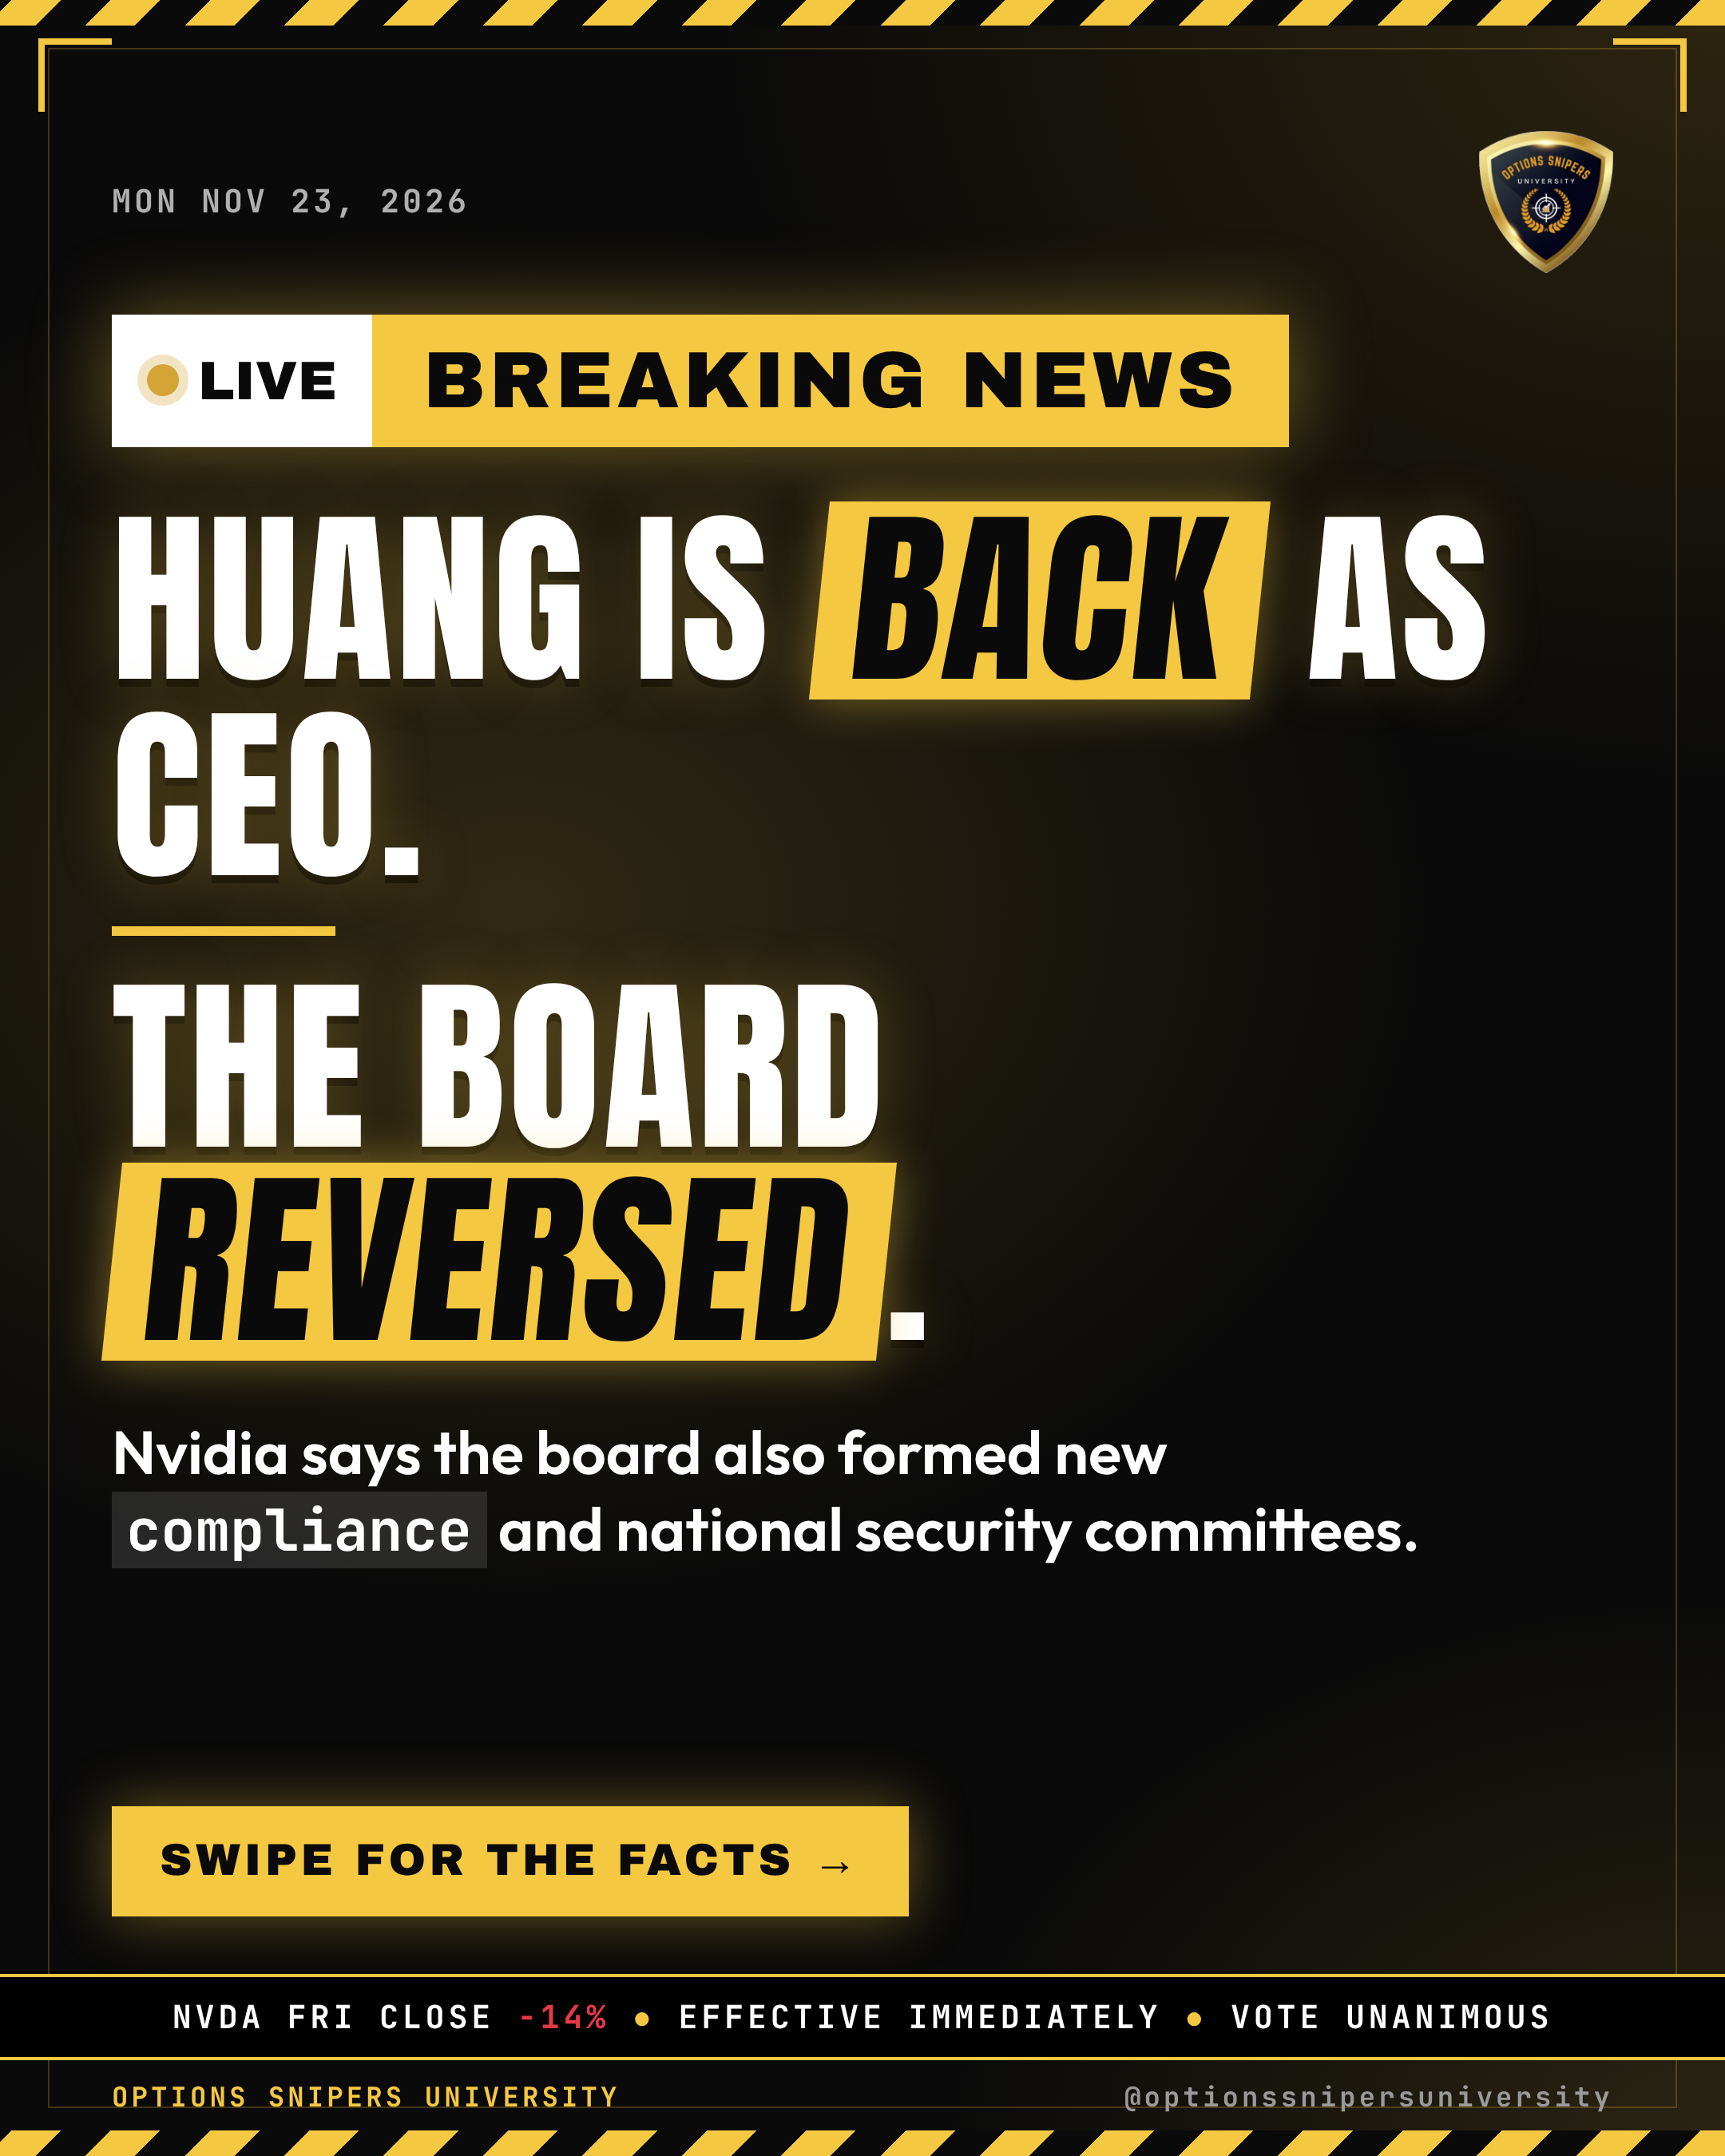 MON NOV 23, 2026
OPTIONS SNIPERS
UNIVERSITY
LIVE BREAKING NEWS
HUANG IS BACK AS
CEO.
THE BOARD
REVERSED.
Nvidia says the board also formed new
compliance and national security committees.
SWIPE FOR THE FACTS →
NVDA FRI CLOSE -14% • EFFECTIVE IMMEDIATELY • VOTE UNANIMOUS
OPTIONS SNIPERS UNIVERSITY
@optionssnipersuniversity